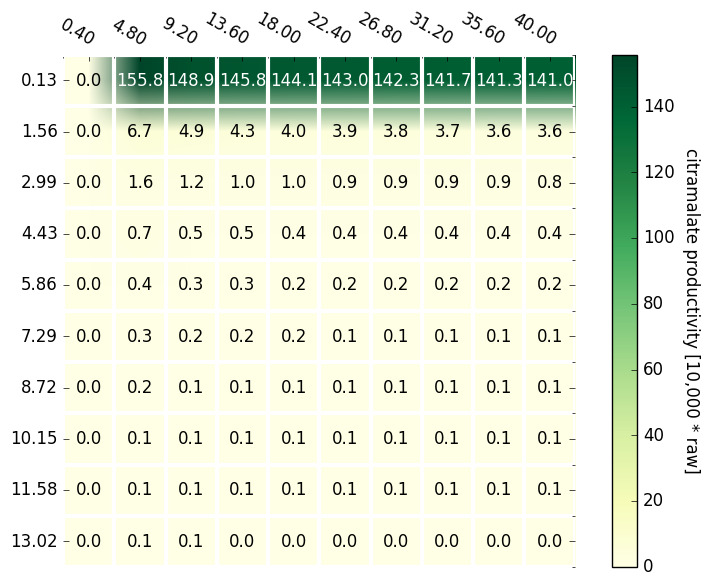 0.40 4.80 9.20 13.60 18.00 22.40 26.80 31.20 35.60 40.00
0.13 0.0 155.8 148.9 145.8 144.1 143.0 142.3 141.7 141.3 141.0
1.56 0.0 6.7 4.9 4.3 4.0 3.9 3.8 3.7 3.6 3.6
2.99 0.0 1.6 1.2 1.0 1.0 0.9 0.9 0.9 0.9 0.8
4.43 0.0 0.7 0.5 0.5 0.4 0.4 0.4 0.4 0.4 0.4
5.86 0.0 0.4 0.3 0.3 0.2 0.2 0.2 0.2 0.2 0.2
7.29 0.0 0.3 0.2 0.2 0.2 0.1 0.1 0.1 0.1 0.1
8.72 0.0 0.2 0.1 0.1 0.1 0.1 0.1 0.1 0.1 0.1
10.15 0.0 0.1 0.1 0.1 0.1 0.1 0.1 0.1 0.1 0.1
11.58 0.0 0.1 0.1 0.1 0.1 0.1 0.1 0.1 0.1 0.1
13.02 0.0 0.1 0.1 0.0 0.0 0.0 0.0 0.0 0.0 0.0
140
120
100
80
60
40
20
0
citramalate productivity [10,000 * raw]